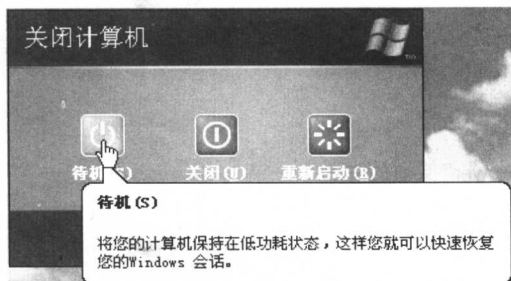 关闭计算机
待机(S)
关闭(U)
重新启动(R)
待机(S)
将您的计算机保持在低功耗状态，这样您就可以快速恢复
您的Windows 会话。